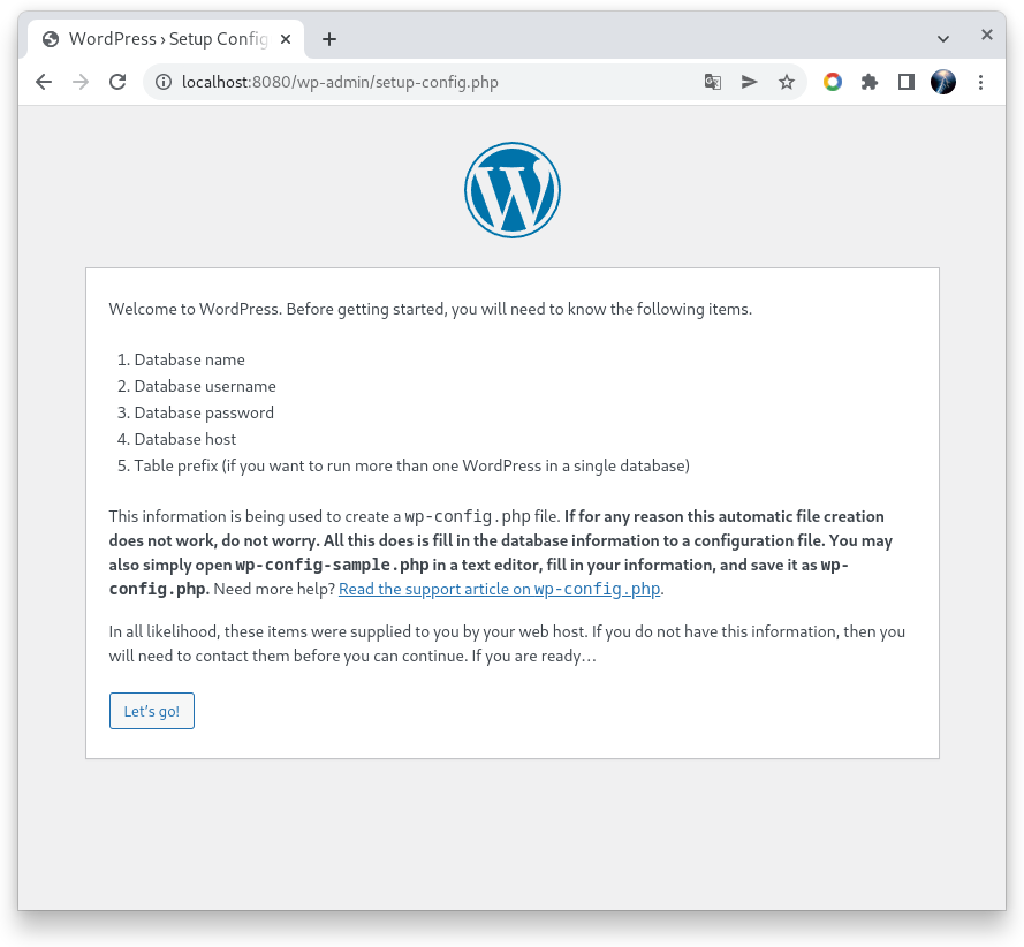 WordPress › Setup Config
localhost:8080/wp-admin/setup-config.php
Welcome to WordPress. Before getting started, you will need to know the following items.
1. Database name
2. Database username
3. Database password
4. Database host
5. Table prefix (if you want to run more than one WordPress in a single database)
This information is being used to create a wp-config.php file. If for any reason this automatic file creation
does not work, do not worry. All this does is fill in the database information to a configuration file. You may
also simply open wp-config-sample.php in a text editor, fill in your information, and save it as wp-
config.php. Need more help? Read the support article on wp-config.php.
In all likelihood, these items were supplied to you by your web host. If you do not have this information, then you
will need to contact them before you can continue. If you are ready…
Let's go!